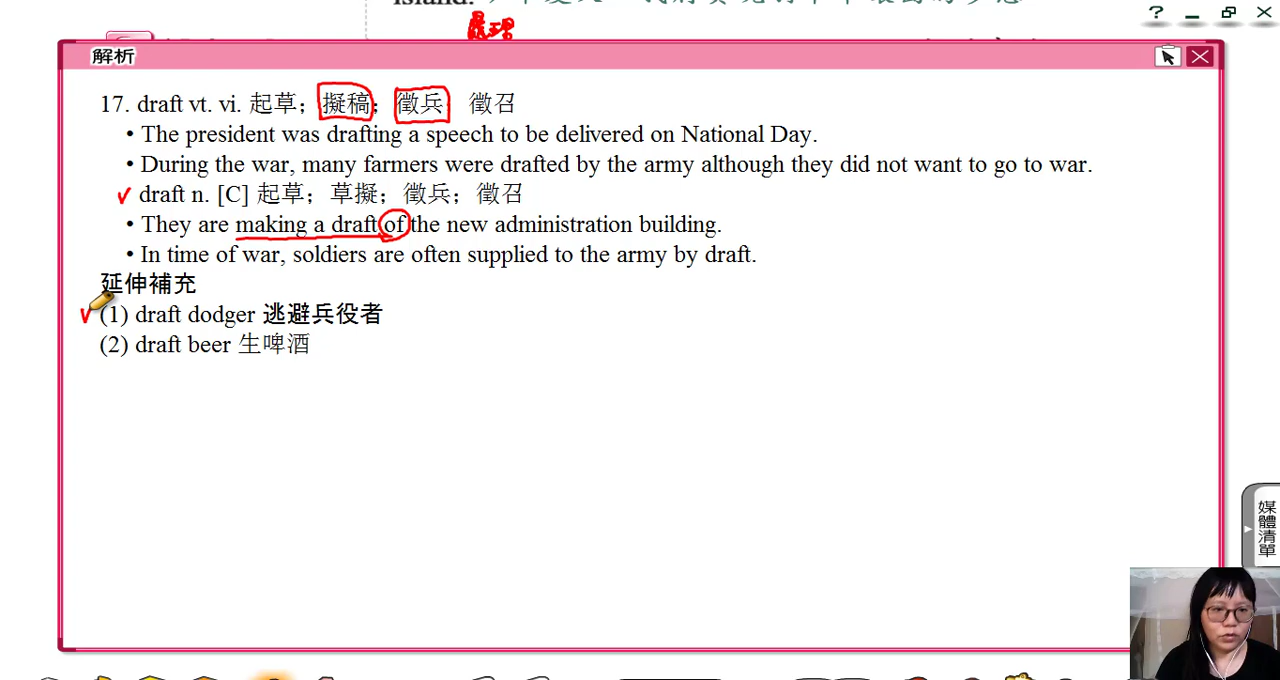 island.
解析
17. draft vt. vi. 起草；擬稿；徵兵 徵召
• The president was drafting a speech to be delivered on National Day.
• During the war, many farmers were drafted by the army although they did not want to go to war.
draft n. [C] 起草；草擬；徵兵；徵召
• They are making a draft of the new administration building.
• In time of war, soldiers are often supplied to the army by draft.
延伸補充
(1) draft dodger 逃避兵役者
(2) draft beer 生啤酒
媒體清單